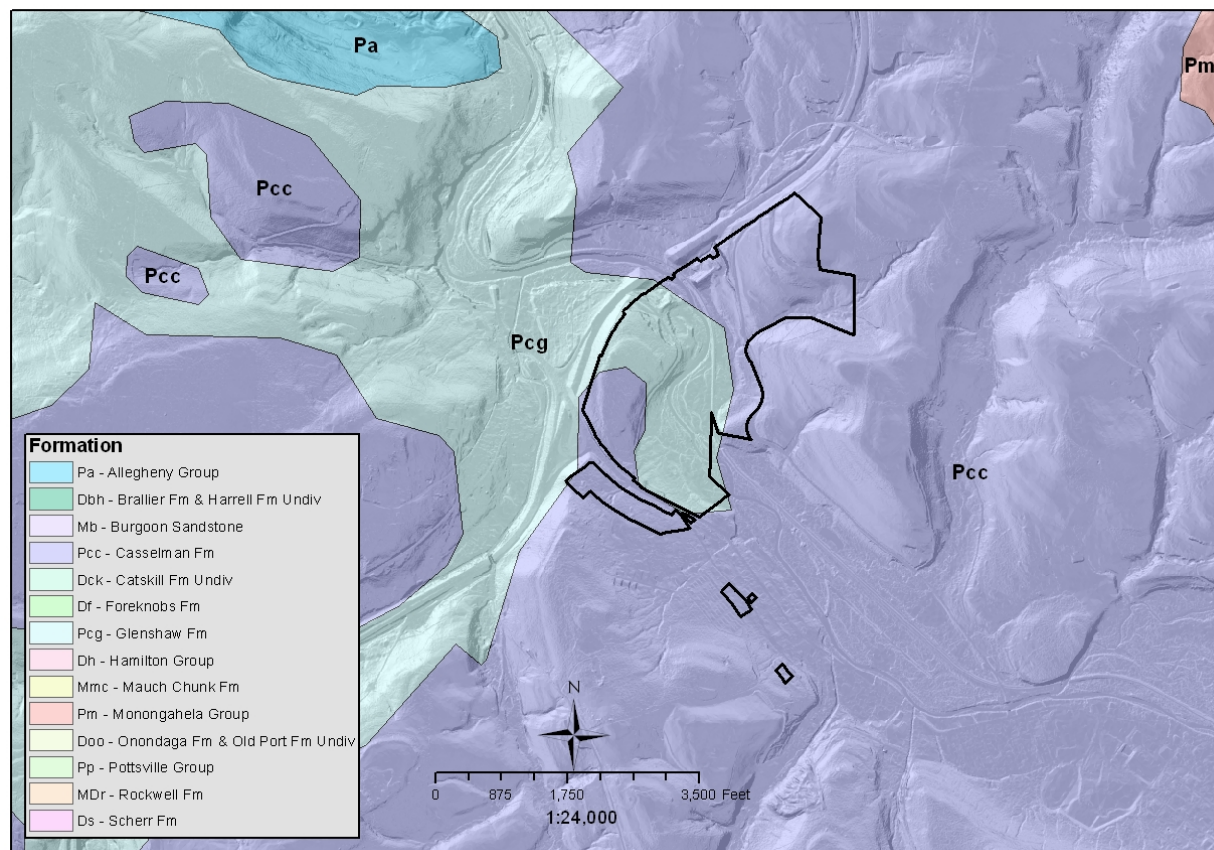 Pa
Pm
Pcc
Pcc
Pcg
Pcc
Formation
Pa - Allegheny Group
Dbh - Brallier Fm & Harrell Fm Undiv
Mb - Burgoon Sandstone
Pcc - Casselman Fm
Dck - Catskill Fm Undiv
Df - Foreknobs Fm
Pcg - Glenshaw Fm
Dh - Hamilton Group
Mmc - Mauch Chunk Fm
Pm - Monongahela Group
Doo - Onondaga Fm & Old Port Fm Undiv
Pp - Pottsville Group
MDr - Rockwell Fm
Ds - Scherr Fm
N
0 875 1,750 3,500 Feet
1:24,000